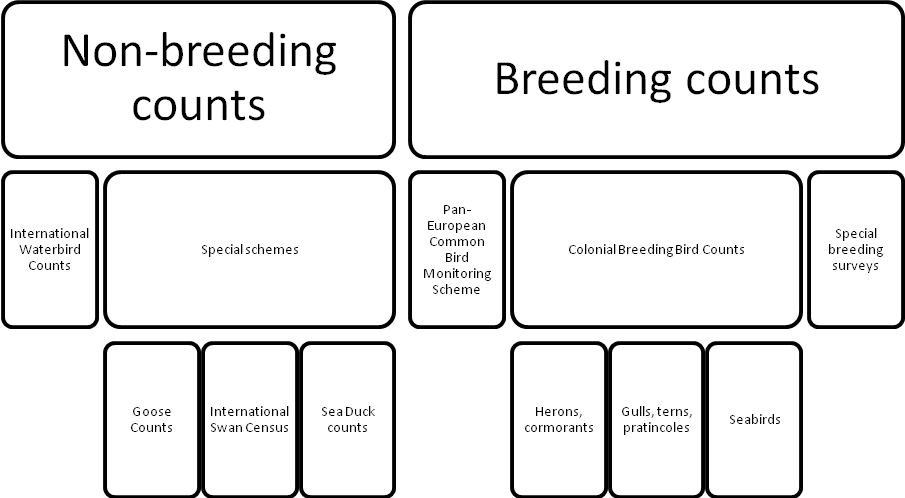 Non-breeding
counts
Breeding counts
International
Waterbird
Counts
Special schemes
Pan-
European
Common
Bird
Monitoring
Scheme
Colonial Breeding Bird Counts
Special
breeding
surveys
Goose
Counts
International
Swan Census
Sea Duck
counts
Herons,
cormorants
Gulls, terns,
pratincoles
Seabirds